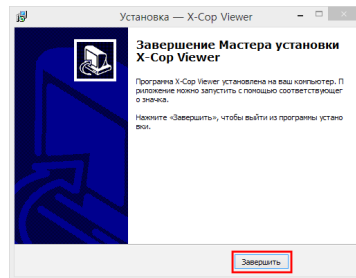 Установка — X-Cop Viewer
Завершение Мастера установки
X-Cop Viewer
Программа X-Cop Viewer установлена на ваш компьютер. П
риложение можно запустить с помощью соответствующег
о значка.
Нажмите «Завершить», чтобы выйти из программы устано
вки.
Завершить